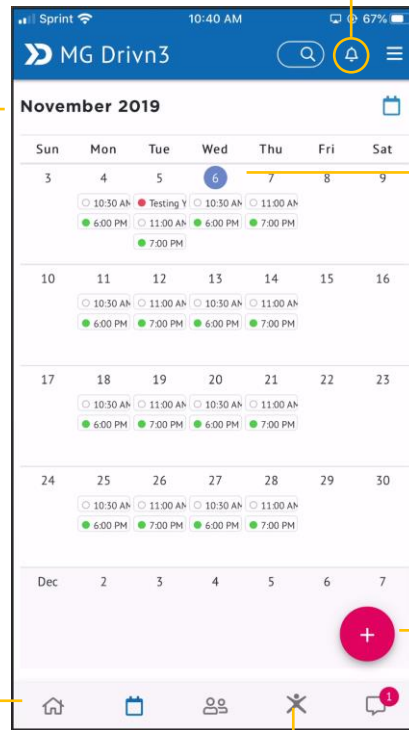 Sprint 10:40 AM 67%
MG Drivn3
November 2019
Sun Mon Tue Wed Thu Fri Sat
3 4 5 6 7 8 9
10:30 AM Testing Y 10:30 AM 11:00 AM
6:00 PM 11:00 AM 6:00 PM 7:00 PM
7:00 PM
10 11 12 13 14 15 16
10:30 AM 11:00 AM 10:30 AM 11:00 AM
6:00 PM 7:00 PM 6:00 PM 7:00 PM
17 18 19 20 21 22 23
10:30 AM 11:00 AM 10:30 AM 11:00 AM
6:00 PM 7:00 PM 6:00 PM 7:00 PM
24 25 26 27 28 29 30
10:30 AM 11:00 AM 10:30 AM 11:00 AM
6:00 PM 7:00 PM 6:00 PM 7:00 PM
Dec 2 3 4 5 6 7
+
1